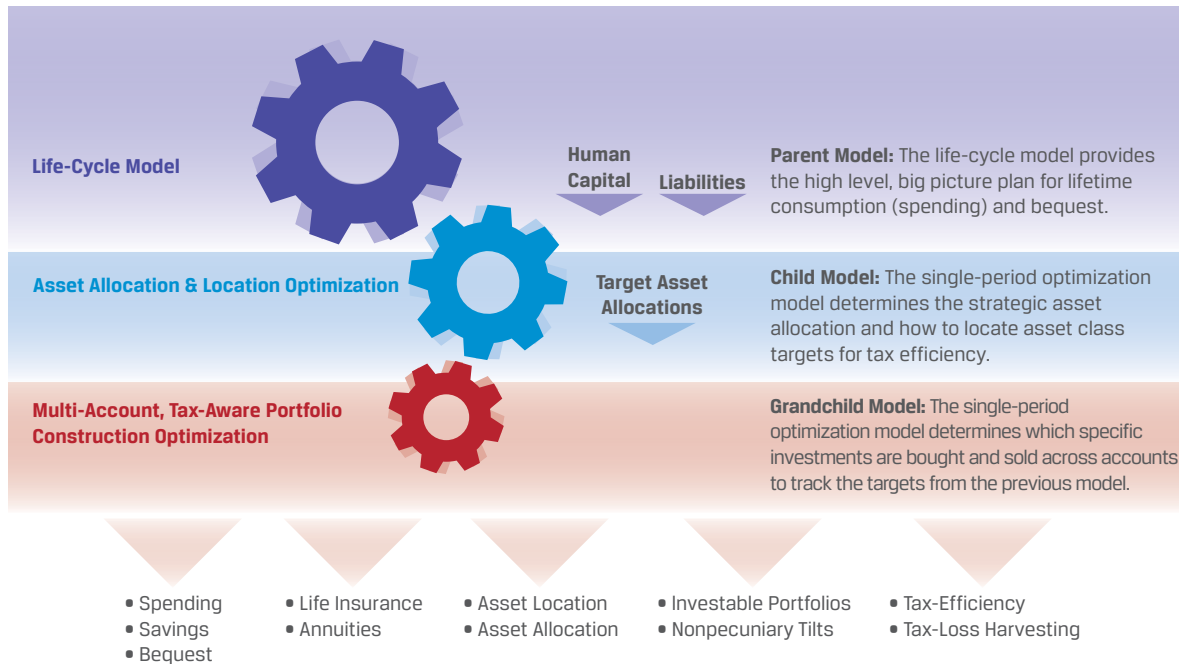 Life-Cycle Model
Human
Capital
Liabilities
Parent Model: The life-cycle model provides
the high level, big picture plan for lifetime
consumption (spending) and bequest.
Asset Allocation & Location Optimization
Target Asset
Allocations
Child Model: The single-period optimization
model determines the strategic asset
allocation and how to locate asset class
targets for tax efficiency.
Multi-Account, Tax-Aware Portfolio
Construction Optimization
Grandchild Model: The single-period
optimization model determines which specific
investments are bought and sold across accounts
to track the targets from the previous model.
• Spending
• Savings
• Bequest
• Life Insurance
• Annuities
• Asset Location
• Asset Allocation
• Investable Portfolios
• Nonpecuniary Tilts
• Tax-Efficiency
• Tax-Loss Harvesting